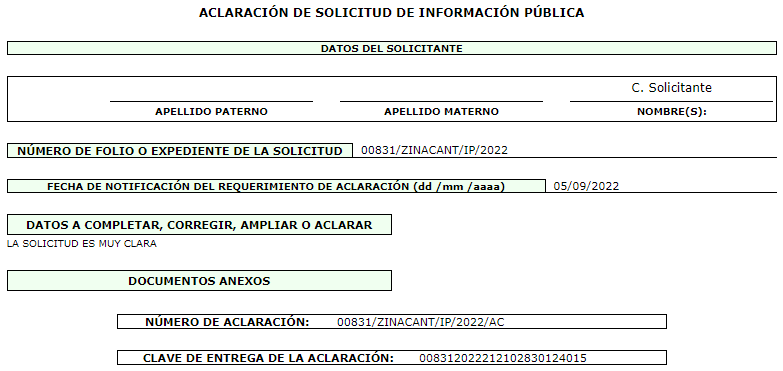 ACLARACIÓN DE SOLICITUD DE INFORMACIÓN PÚBLICA
DATOS DEL SOLICITANTE
C. Solicitante
APELLIDO PATERNO APELLIDO MATERNO NOMBRE(S):
NÚMERO DE FOLIO O EXPEDIENTE DE LA SOLICITUD 00831/ZINACANT/IP/2022
FECHA DE NOTIFICACIÓN DEL REQUERIMIENTO DE ACLARACIÓN (dd /mm /aaaa) 05/09/2022
DATOS A COMPLETAR, CORREGIR, AMPLIAR O ACLARAR
LA SOLICITUD ES MUY CLARA
DOCUMENTOS ANEXOS
NÚMERO DE ACLARACIÓN: 00831/ZINACANT/IP/2022/AC
CLAVE DE ENTREGA DE LA ACLARACIÓN: 008312022212102830124015